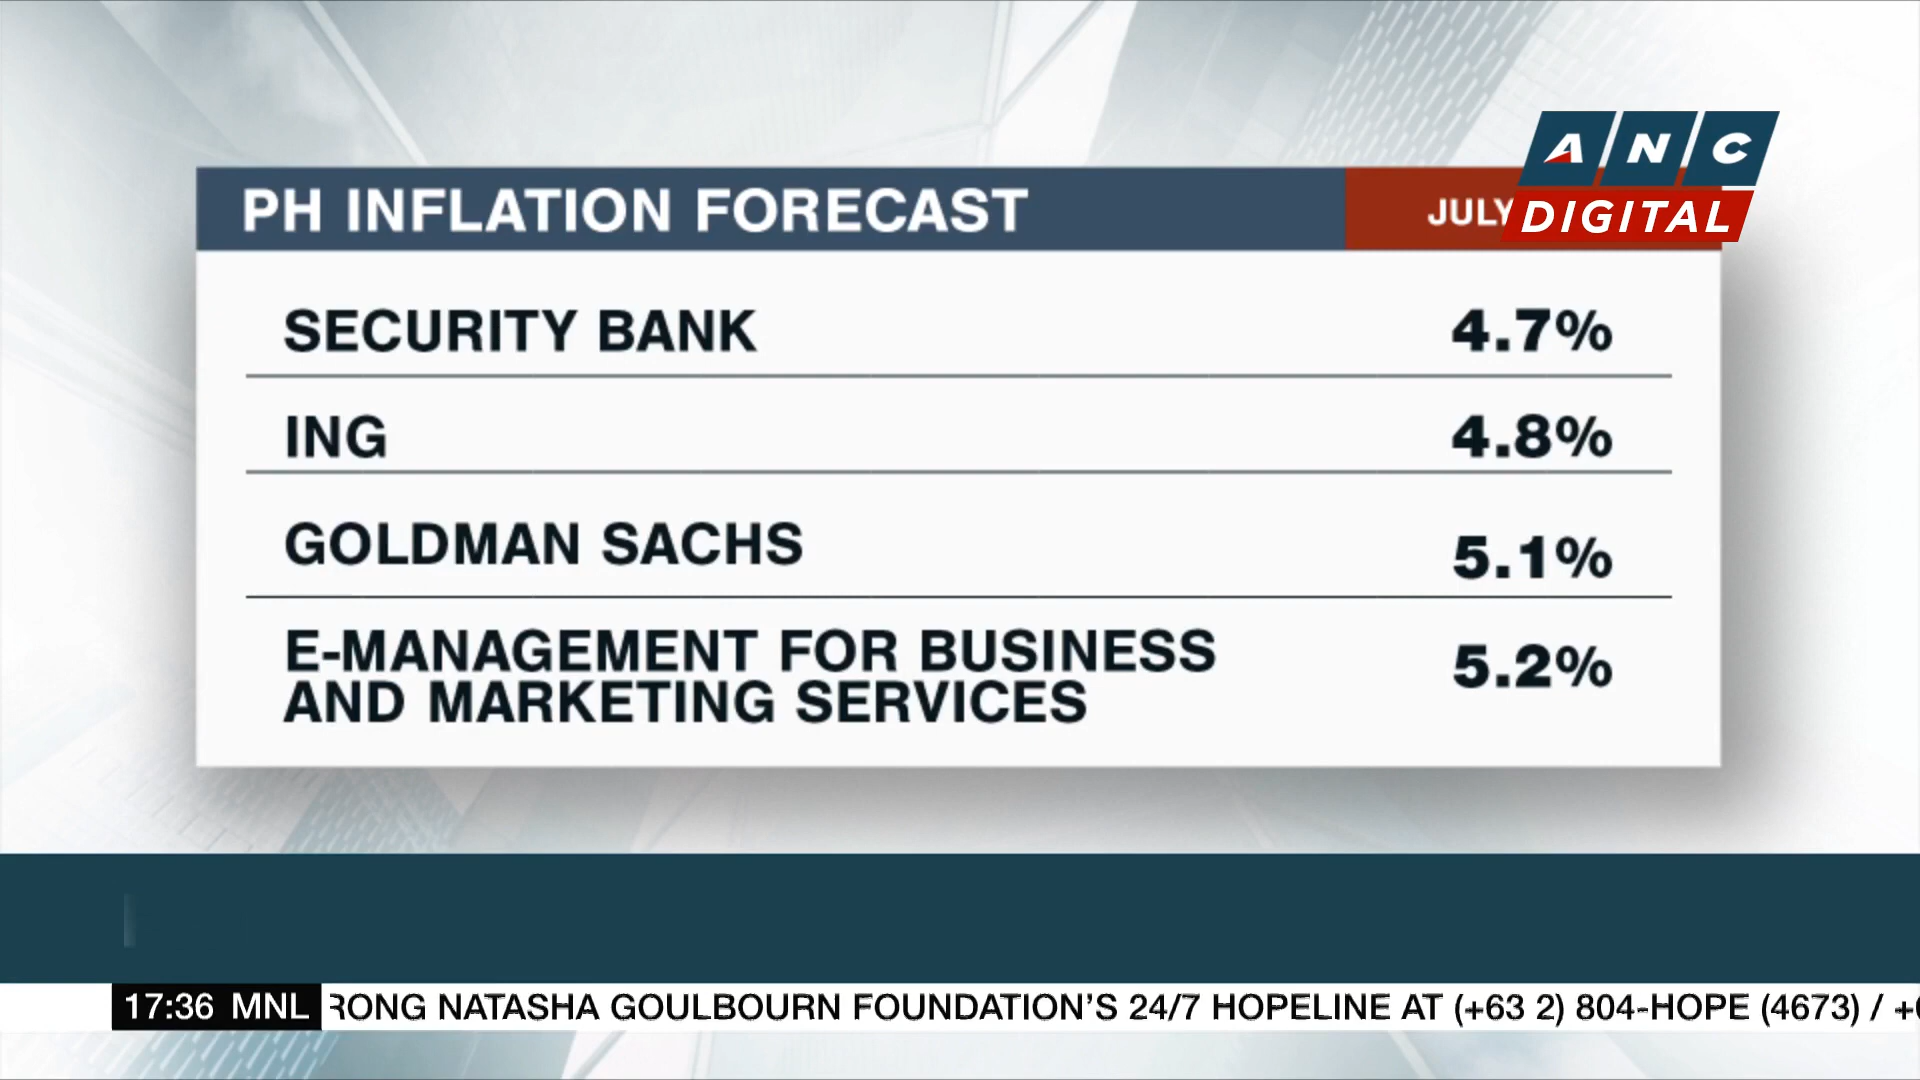 ANC
DIGITAL
PH INFLATION FORECAST JULY
SECURITY BANK 4.7%
ING 4.8%
GOLDMAN SACHS 5.1%
E-MANAGEMENT FOR BUSINESS
AND MARKETING SERVICES 5.2%
17:36 MNL RONG NATASHA GOULBOURN FOUNDATION'S 24/7 HOPELINE AT (+63 2) 804-HOPE (4673) /